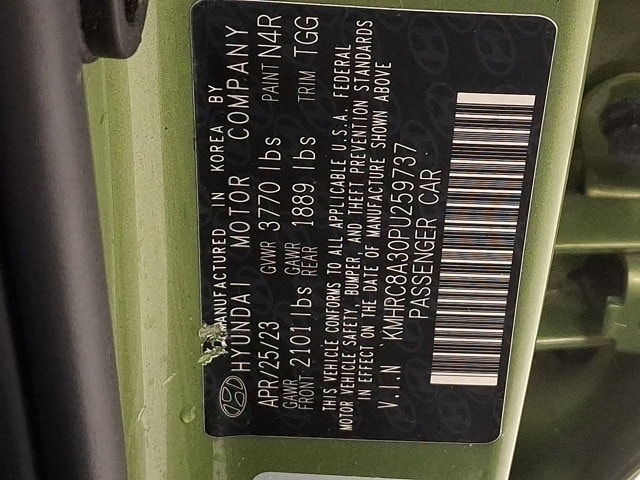 MANUFACTURED IN KOREA BY
HYUNDAI MOTOR COMPANY
APR/25/23 GVWR 3770 lbs PAINT N4R
GAWR FRONT 2101 lbs GAWR REAR 1889 lbs TRIM TGG
THIS VEHICLE CONFORMS TO ALL APPLICABLE U.S.A. FEDERAL
MOTOR VEHICLE SAFETY, BUMPER, AND THEFT PREVENTION STANDARDS
IN EFFECT ON THE DATE OF MANUFACTURE SHOWN ABOVE
V.I.N KMHRC8A30PU259737
PASSENGER CAR